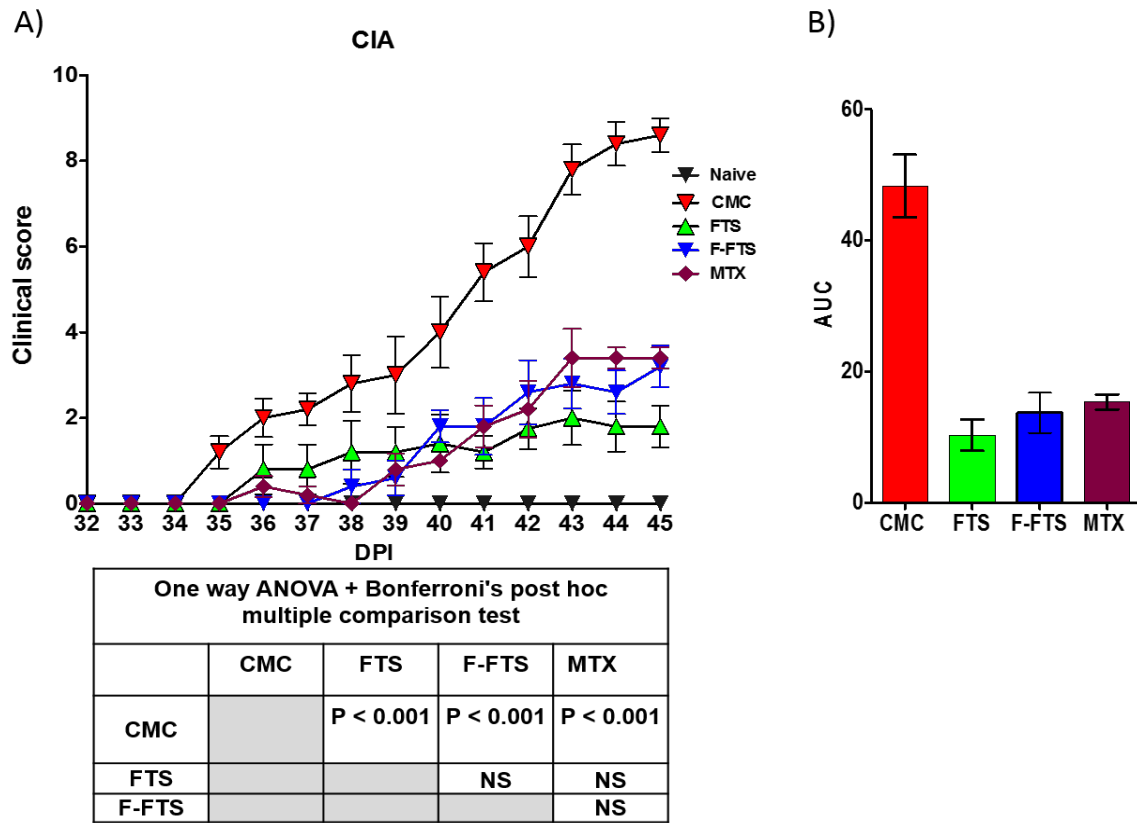 A)
CIA
Clinical score
10
8
6
4
2
0
32 33 34 35 36 37 38 39 40 41 42 43 44 45
DPI
Naive
CMC
FTS
F-FTS
MTX
B)
AUC
60
40
20
0
CMC FTS F-FTS MTX
One way ANOVA + Bonferroni's post hoc
multiple comparison test
CMC FTS F-FTS MTX
CMC P < 0.001 P < 0.001 P < 0.001
FTS NS NS
F-FTS NS